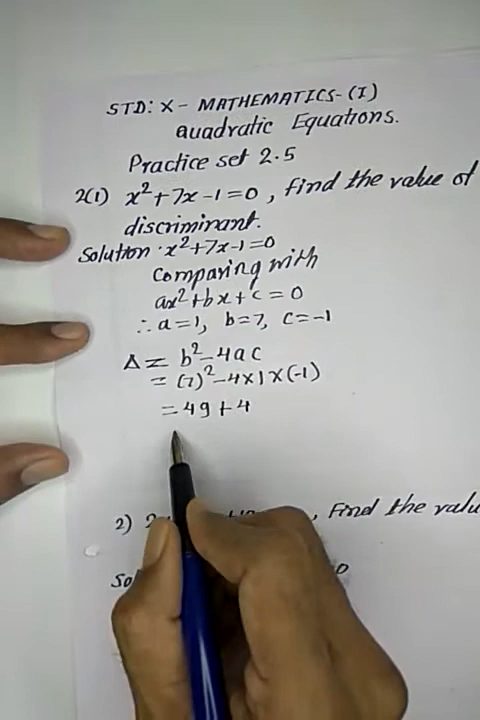 STD: X - MATHEMATICS- (I)
Quadratic Equations.
Practice set 2.5
2(1) x²+7x-1=0, Find the value of
discriminant.
Solution · x²+7x-1=0
Comparing with
ax²+bx+c=0
∴ a=1, b=7, c=-1
Δ = b²-4ac
= (7)²-4×1×(-1)
= 49+4
2) 2 , Find the valu
So 0